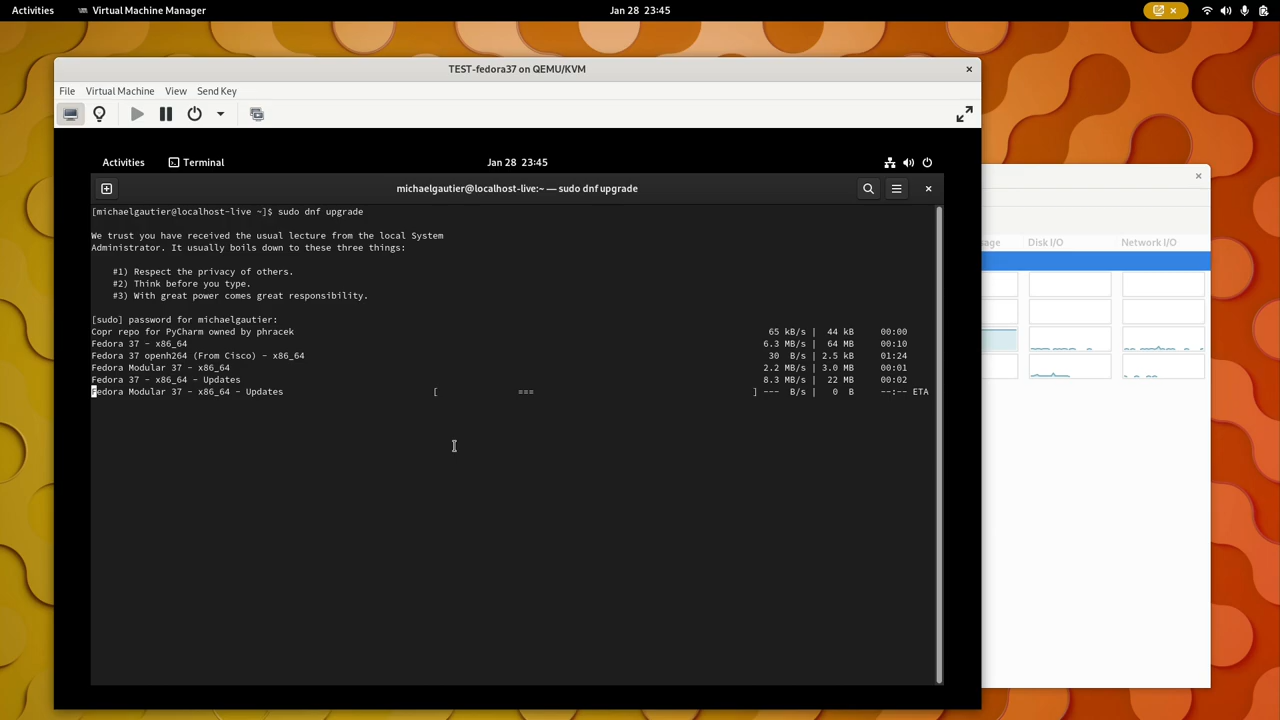 Activities Virtual Machine Manager Jan 28 23:45
TEST-fedora37 on QEMU/KVM
File Virtual Machine View Send Key
Activities Terminal Jan 28 23:45
michaelgautier@localhost-live:~ — sudo dnf upgrade
[michaelgautier@localhost-live ~]$ sudo dnf upgrade
We trust you have received the usual lecture from the local System
Administrator. It usually boils down to these three things:
#1) Respect the privacy of others.
#2) Think before you type.
#3) With great power comes great responsibility.
[sudo] password for michaelgautier:
Copr repo for PyCharm owned by phracek 65 kB/s | 44 kB 00:00
Fedora 37 - x86_64 6.3 MB/s | 64 MB 00:10
Fedora 37 openh264 (From Cisco) - x86_64 30 B/s | 2.5 kB 01:24
Fedora Modular 37 - x86_64 2.2 MB/s | 3.0 MB 00:01
Fedora 37 - x86_64 - Updates 8.3 MB/s | 22 MB 00:02
Fedora Modular 37 - x86_64 - Updates [ === ] --- B/s | 0 B --:-- ETA
sage Disk I/O Network I/O